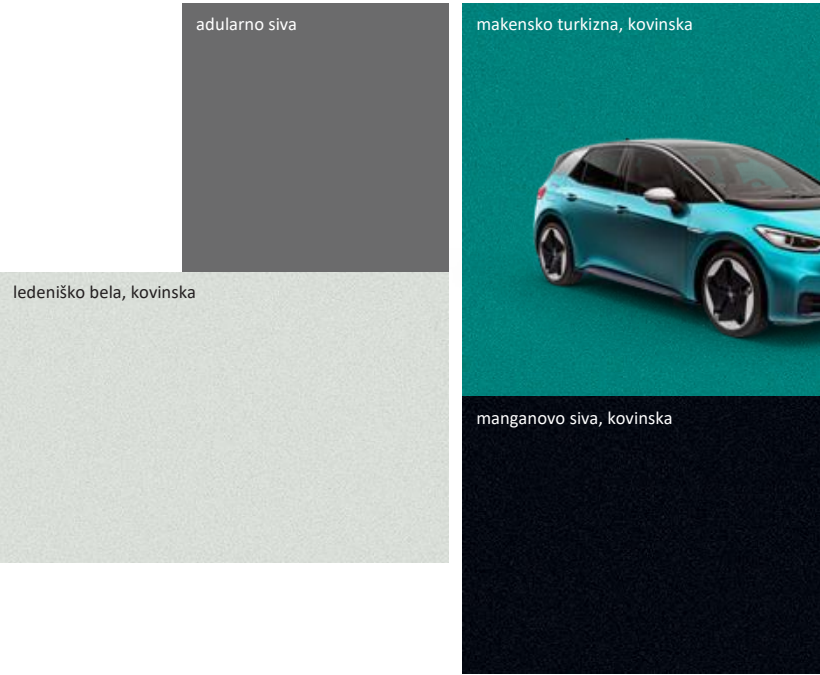 adularno siva
makensko turkizna, kovinska
ledeniško bela, kovinska
manganovo siva, kovinska